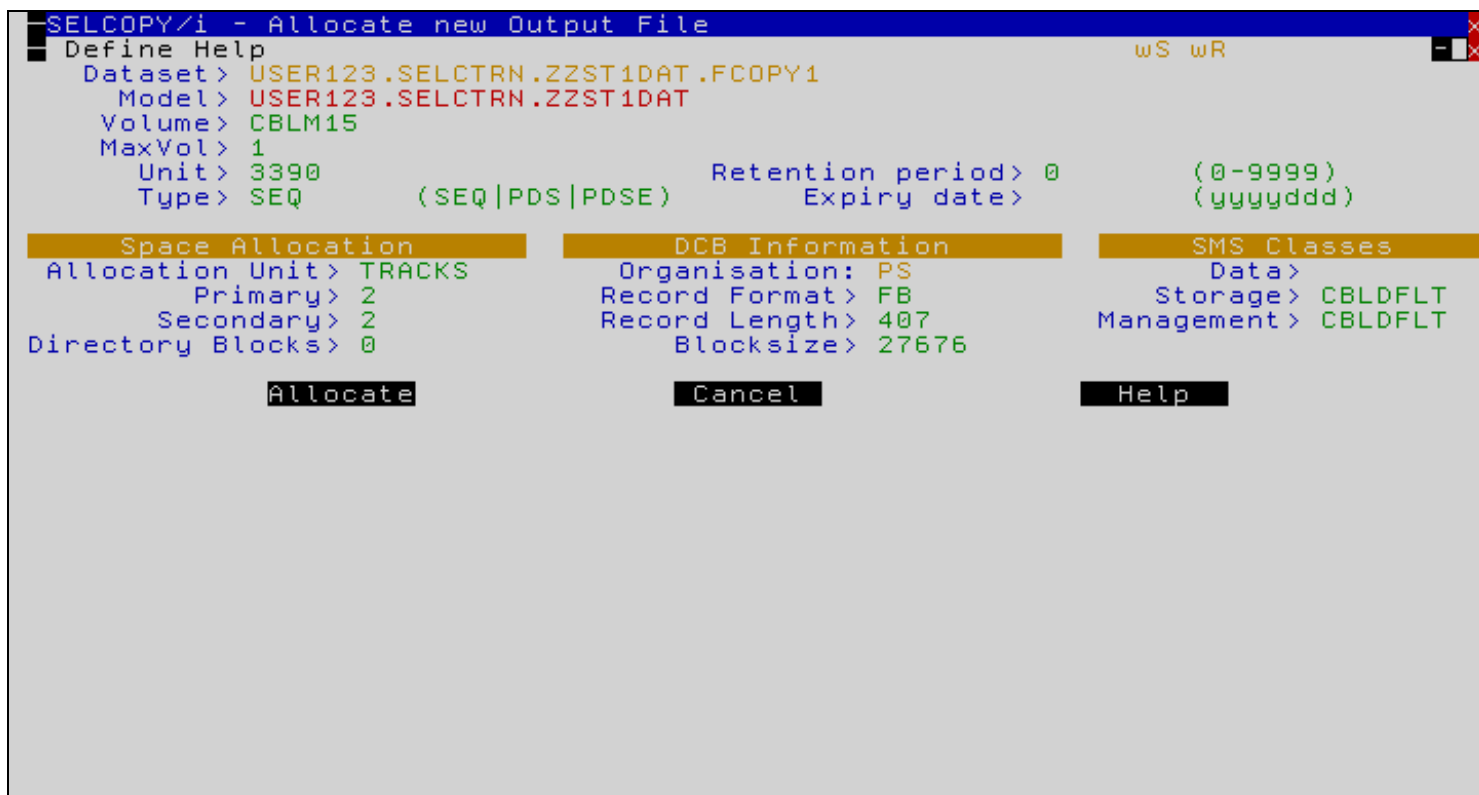 SELCOPY/i - Allocate new Output File
Define Help wS wR
Dataset> USER123.SELCTRN.ZZST1DAT.FCOPY1
Model> USER123.SELCTRN.ZZST1DAT
Volume> CBLM15
MaxVol> 1
Unit> 3390 Retention period> 0 (0-9999)
Type> SEQ (SEQ|PDS|PDSE) Expiry date> (yyyyddd)
Space Allocation DCB Information SMS Classes
Allocation Unit> TRACKS Organisation: PS Data>
Primary> 2 Record Format> FB Storage> CBLDFLT
Secondary> 2 Record Length> 407 Management> CBLDFLT
Directory Blocks> 0 Blocksize> 27676
Allocate Cancel Help